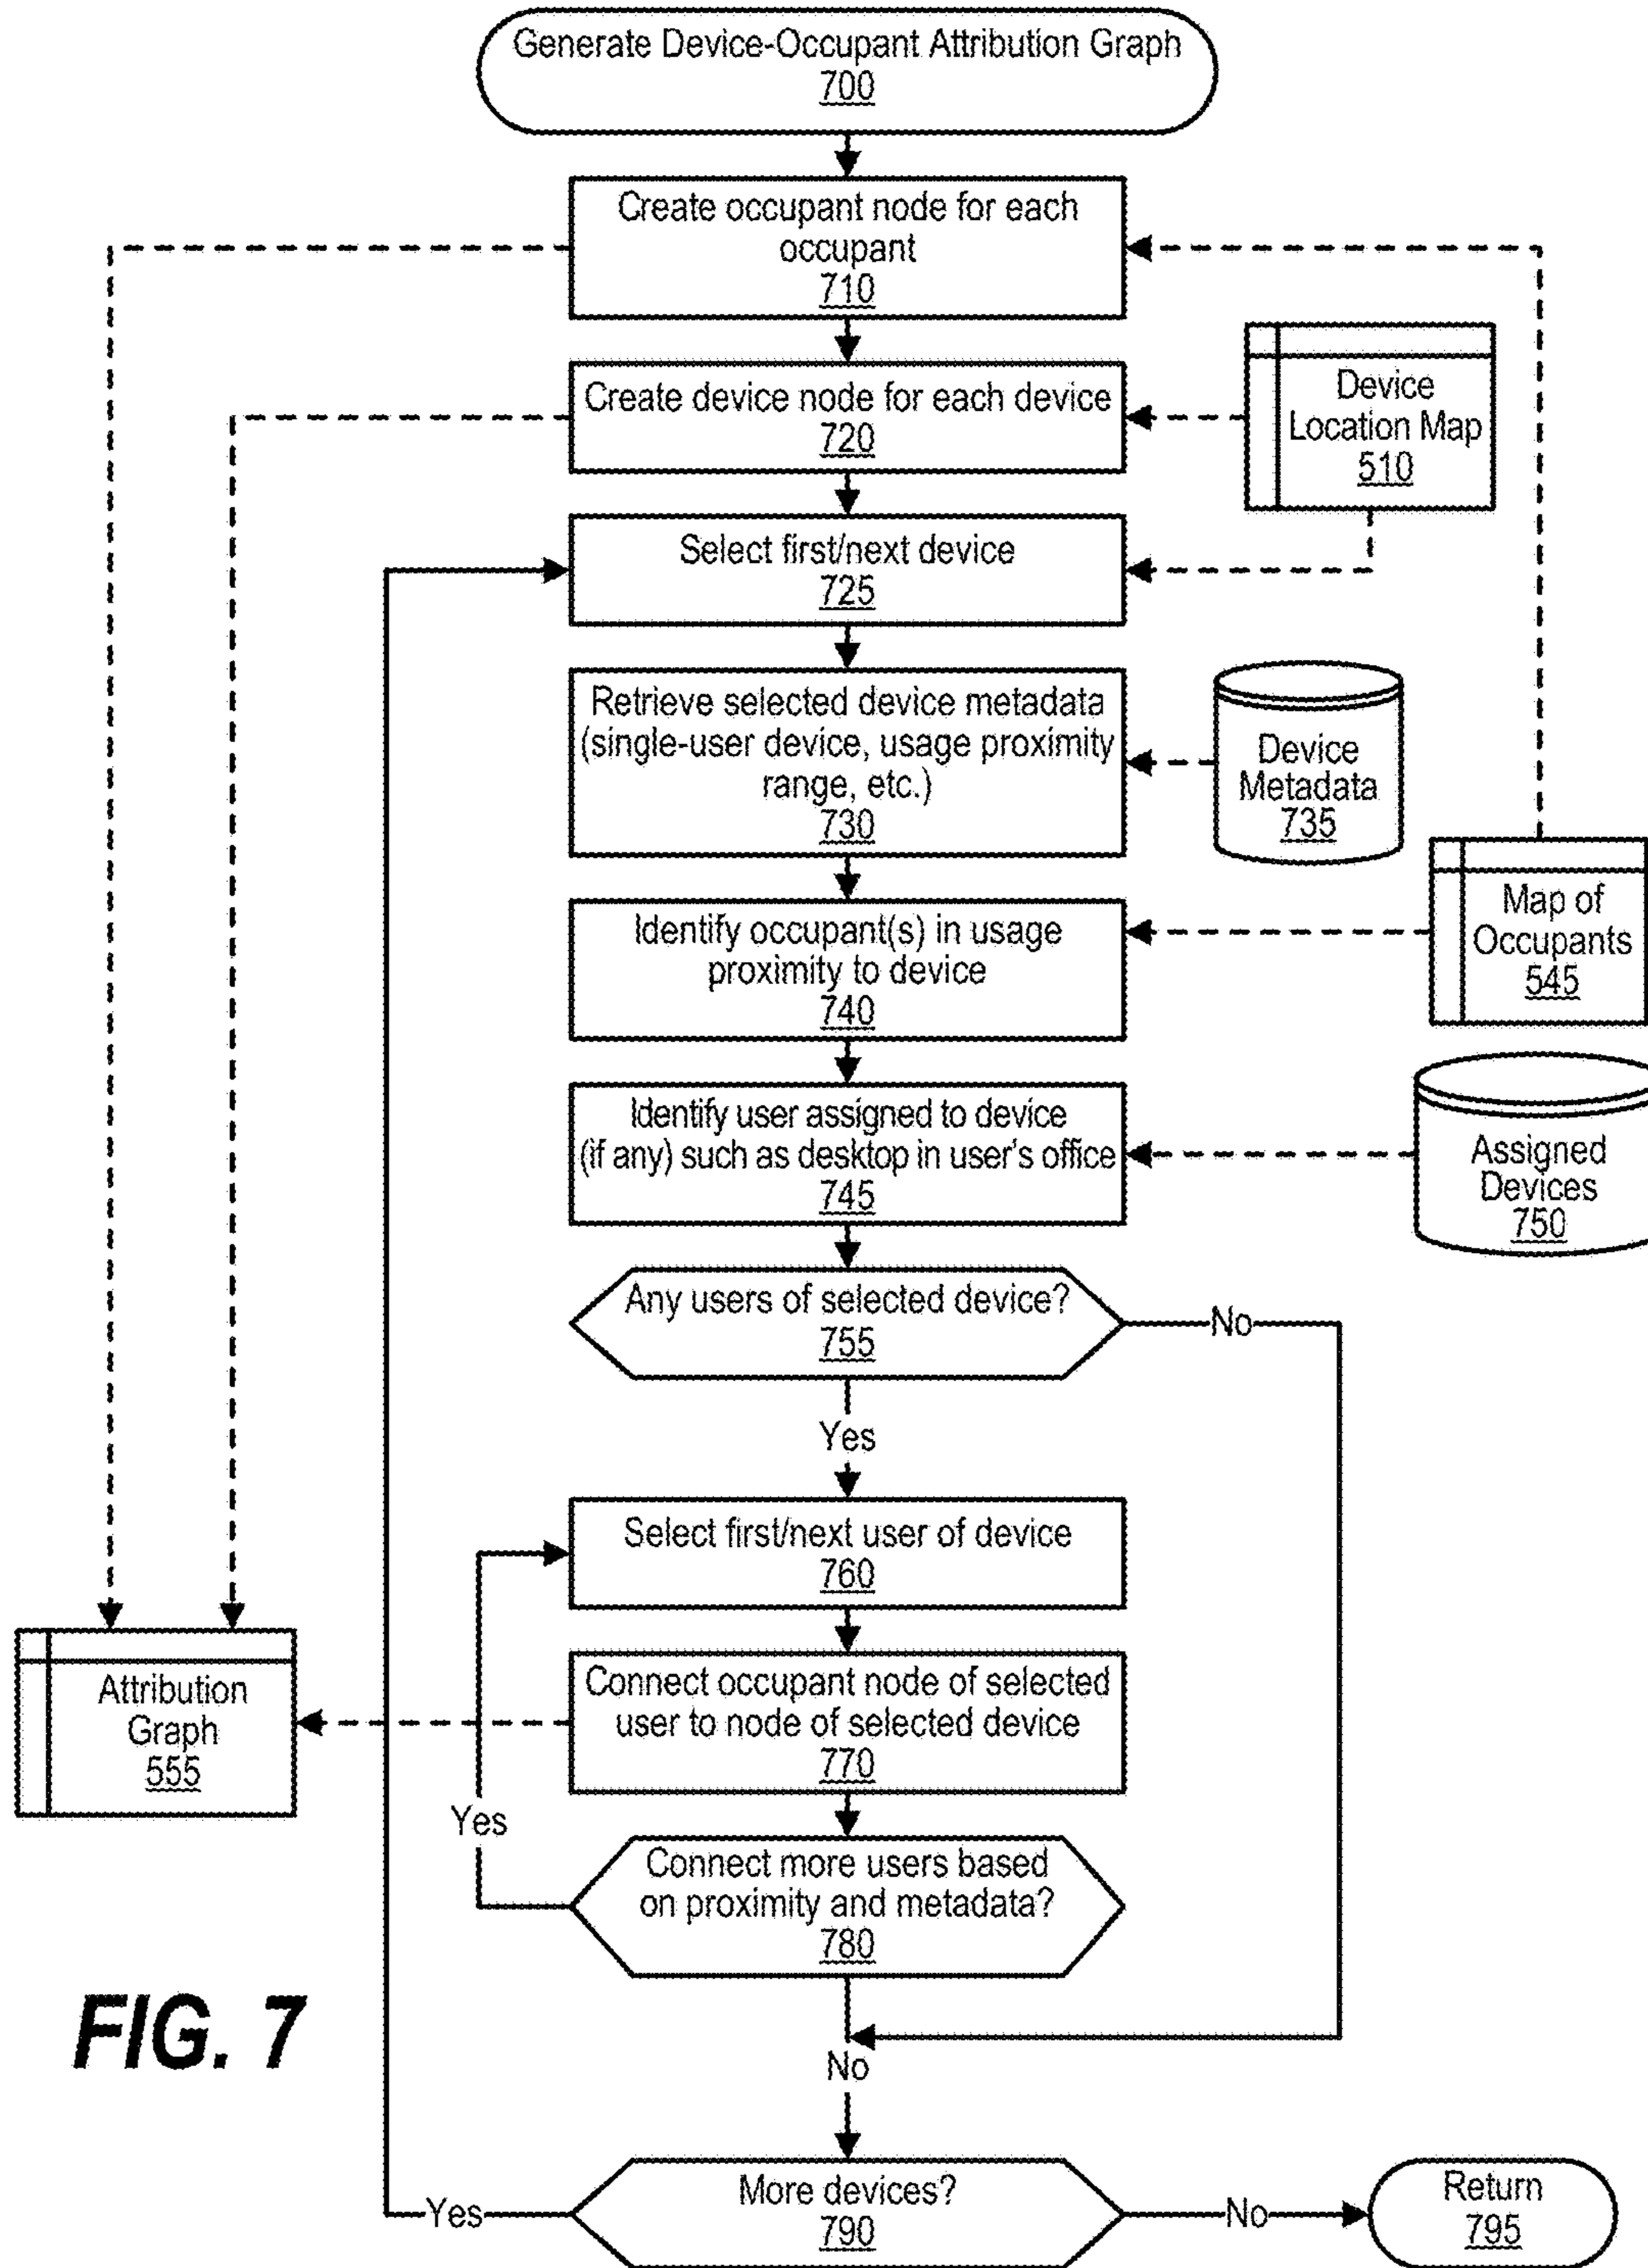 Generate Device-Occupant Attribution Graph
700
Create occupant node for each
occupant
710
Create device node for each device
720
Device
Location Map
510
Select first/next device
725
Retrieve selected device metadata
(single-user device, usage proximity
range, etc.)
730
Device
Metadata
735
Identify occupant(s) in usage
proximity to device
740
Map of
Occupants
545
Identify user assigned to device
(if any) such as desktop in user's office
745
Assigned
Devices
750
Any users of selected device?
755
No
Yes
Select first/next user of device
760
Attribution
Graph
555
Connect occupant node of selected
user to node of selected device
770
Yes
Connect more users based
on proximity and metadata?
780
FIG. 7
No
More devices?
790
Yes
No
Return
795